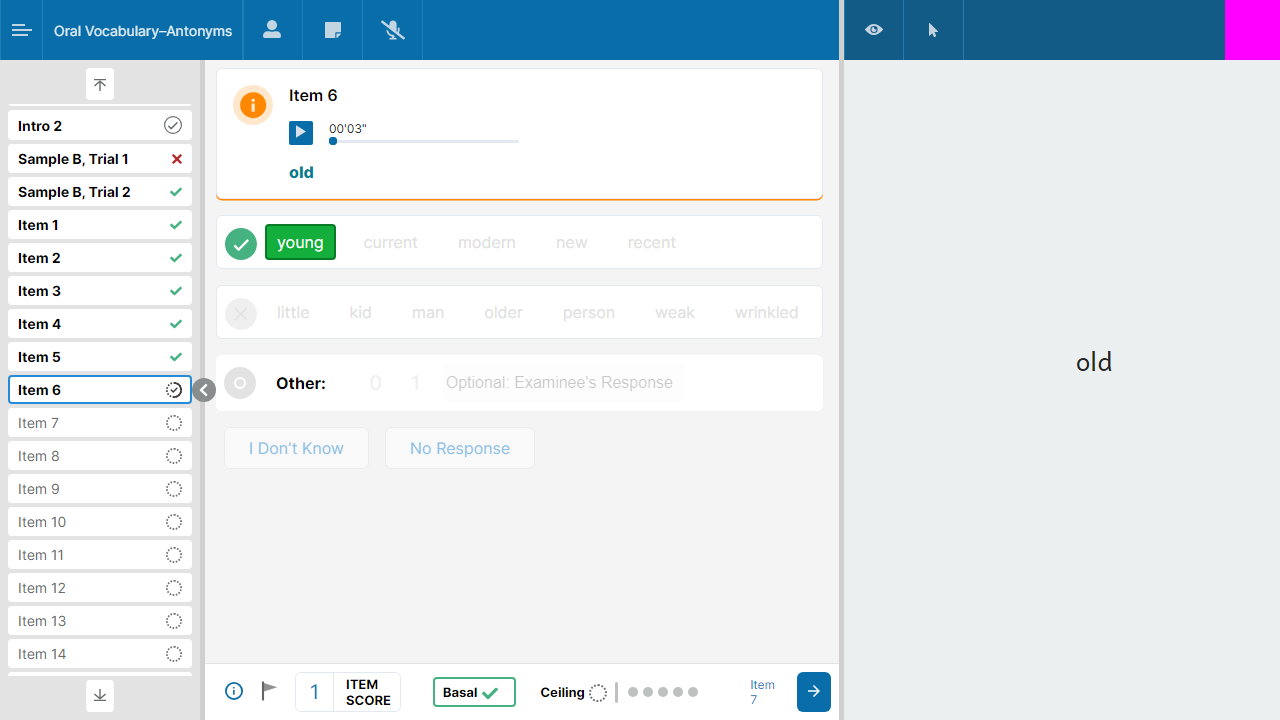 Oral Vocabulary–Antonyms
Intro 2
Sample B, Trial 1
Sample B, Trial 2
Item 1
Item 2
Item 3
Item 4
Item 5
Item 6
Item 7
Item 8
Item 9
Item 10
Item 11
Item 12
Item 13
Item 14
Item 6
00'03"
old
young current modern new recent
little kid man older person weak wrinkled
Other: 0 1 Optional: Examinee's Response
I Don't Know No Response
1 ITEM SCORE
Basal
Ceiling
Item 7
old